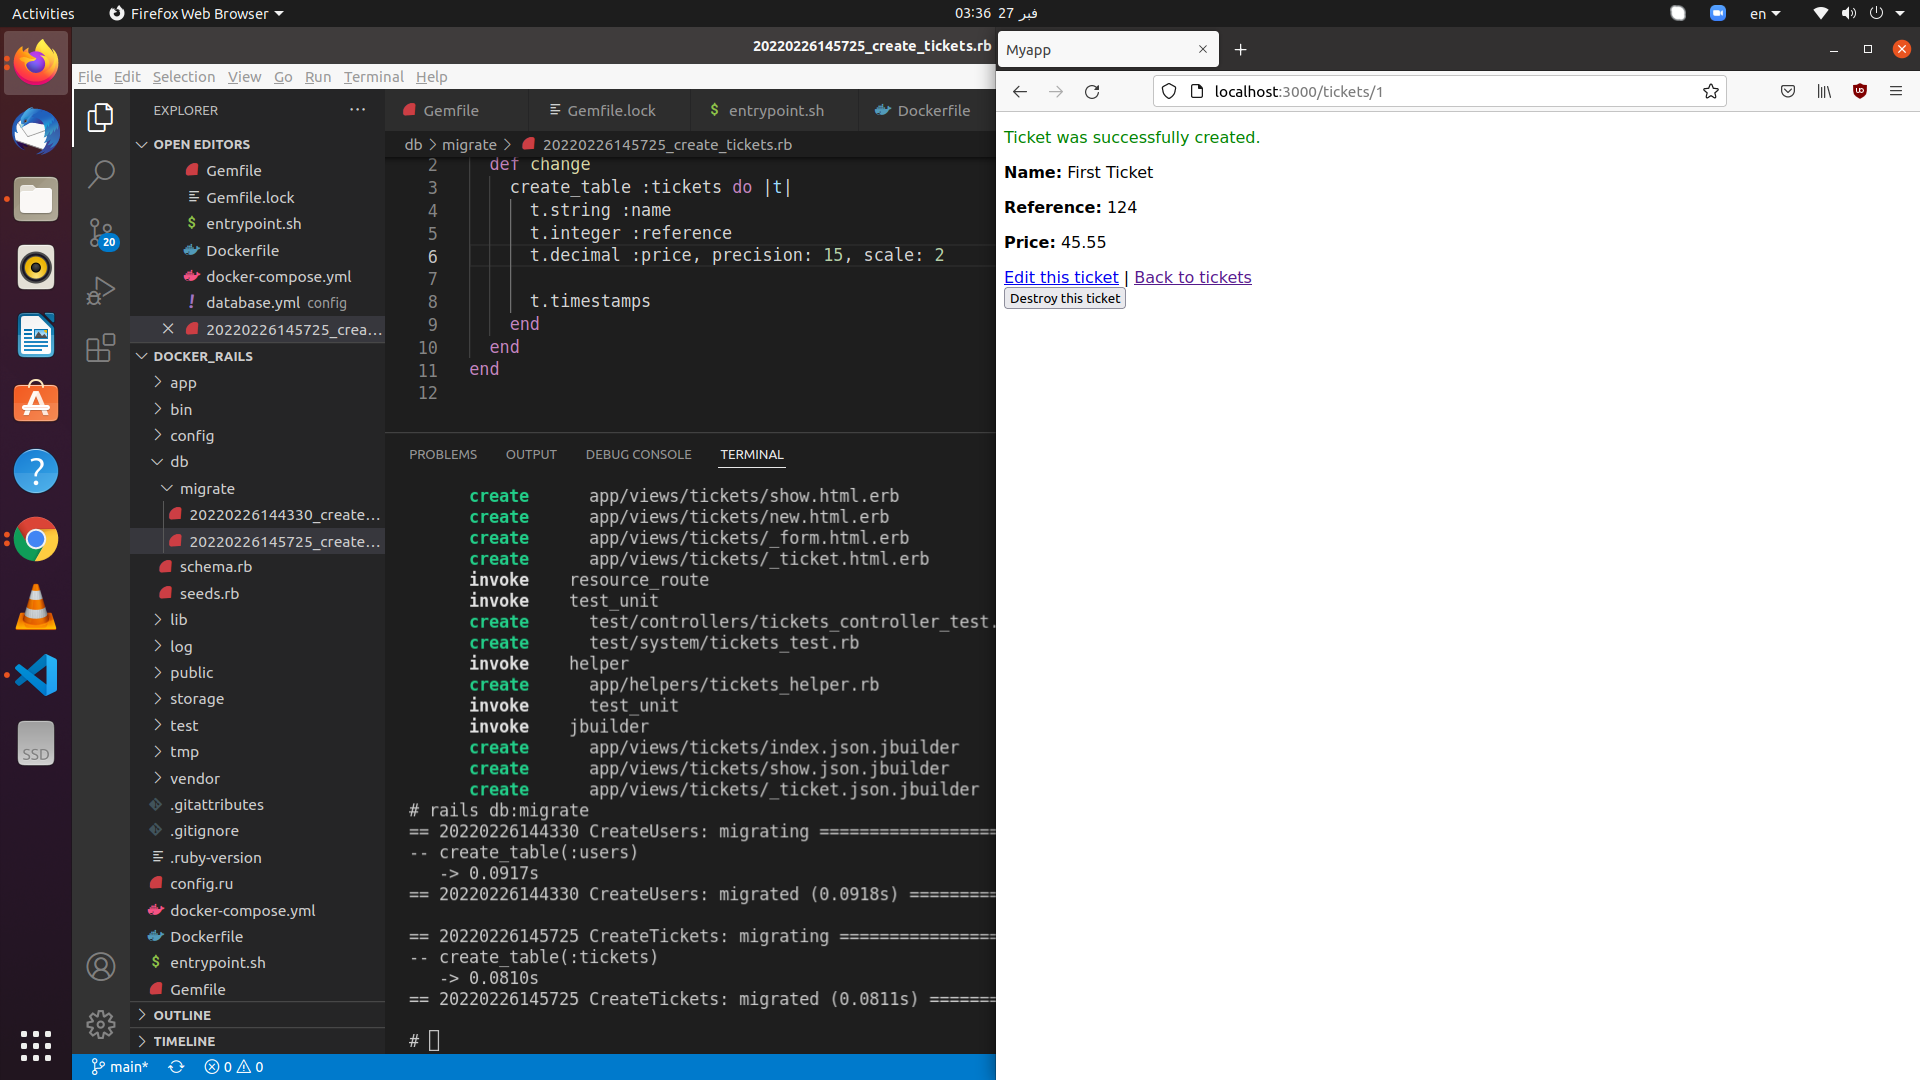 Activities
Firefox Web Browser
03:36 27 فبر
en
20220226145725_create_tickets.rb
File Edit Selection View Go Run Terminal Help
EXPLORER
OPEN EDITORS
Gemfile
Gemfile.lock
$ entrypoint.sh
Dockerfile
docker-compose.yml
! database.yml config
20220226145725_crea...
20
DOCKER_RAILS
app
bin
config
db
migrate
20220226144330_create...
20220226145725_create...
schema.rb
seeds.rb
lib
log
public
storage
test
tmp
vendor
.gitattributes
.gitignore
.ruby-version
config.ru
docker-compose.yml
Dockerfile
$ entrypoint.sh
Gemfile
OUTLINE
TIMELINE
SSD
Gemfile
Gemfile.lock
$ entrypoint.sh
Dockerfile
db > migrate > 20220226145725_create_tickets.rb
2 def change
3 create_table :tickets do |t|
4 t.string :name
5 t.integer :reference
6 t.decimal :price, precision: 15, scale: 2
7
8 t.timestamps
9 end
10 end
11 end
12
PROBLEMS OUTPUT DEBUG CONSOLE TERMINAL
create app/views/tickets/show.html.erb
create app/views/tickets/new.html.erb
create app/views/tickets/_form.html.erb
create app/views/tickets/_ticket.html.erb
invoke resource_route
invoke test_unit
create test/controllers/tickets_controller_test.
create test/system/tickets_test.rb
invoke helper
create app/helpers/tickets_helper.rb
invoke test_unit
invoke jbuilder
create app/views/tickets/index.json.jbuilder
create app/views/tickets/show.json.jbuilder
create app/views/tickets/_ticket.json.jbuilder
# rails db:migrate
== 20220226144330 CreateUsers: migrating ==================
-- create_table(:users)
-> 0.0917s
== 20220226144330 CreateUsers: migrated (0.0918s) =========
== 20220226145725 CreateTickets: migrating ================
-- create_table(:tickets)
-> 0.0810s
== 20220226145725 CreateTickets: migrated (0.0811s) =======
#
main* 0 0
Myapp
localhost:3000/tickets/1
Ticket was successfully created.
Name: First Ticket
Reference: 124
Price: 45.55
Edit this ticket | Back to tickets
Destroy this ticket